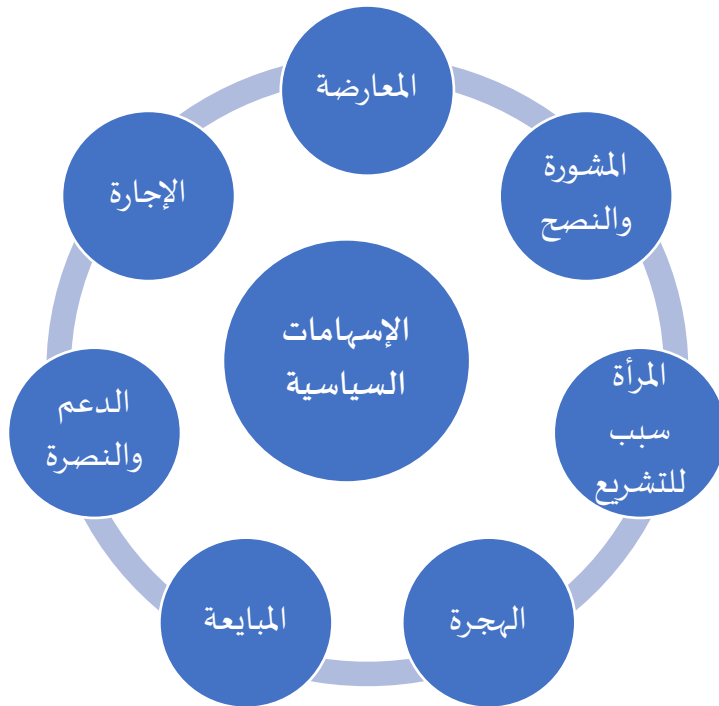 المعارضة
المشورة
والنصح
المرأة
سبب
للتشريع
الهجرة
المبايعة
الدعم
والنصرة
الإجارة
الإسهامات
السياسية